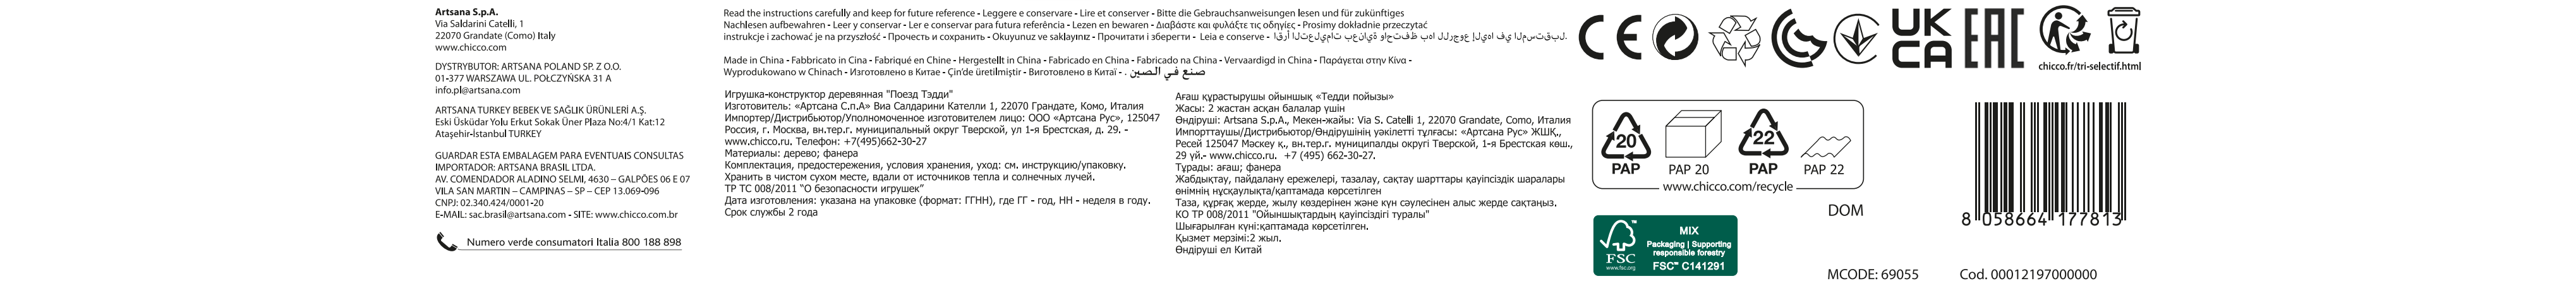 Artsana S.p.A.
Via Saldarini Catelli, 1
22070 Grandate (Como) Italy
www.chicco.com
DYSTRYBUTOR: ARTSANA POLAND SP. Z O.O.
01-377 WARSZAWA UL. POŁCZYŃSKA 31 A
info.pl@artsana.com
ARTSANA TURKEY BEBEK VE SAĞLIK ÜRÜNLERİ A.Ş.
Eski Üsküdar Yolu Erkut Sokak Üner Plaza No:4/1 Kat:12
Ataşehir-İstanbul TURKEY
GUARDAR ESTA EMBALAGEM PARA EVENTUAIS CONSULTAS
IMPORTADOR: ARTSANA BRASIL LTDA.
AV. COMENDADOR ALADINO SELMI, 4630 – GALPÕES 06 E 07
VILA SAN MARTIN – CAMPINAS – SP – CEP 13.069-096
CNPJ: 02.340.424/0001-20
E-MAIL: sac.brasil@artsana.com - SITE: www.chicco.com.br
Numero verde consumatori Italia 800 188 898
Read the instructions carefully and keep for future reference - Leggere e conservare - Lire et conserver - Bitte die Gebrauchsanweisungen lesen und für zukünftiges
Nachlesen aufbewahren - Leer y conservar - Ler e conservar para futura referência - Lezen en bewaren - Διαβάστε και φυλάξτε τις οδηγίες - Prosimy dokładnie przeczytać
instrukcje i zachować je na przyszłość - Прочесть и сохранить - Okuyunuz ve saklayınız - Прочитати і зберегти - Leia e conserve - اقرأ التعليمات بعناية واحتفظ بها للرجوع إليها في المستقبل.
Made in China - Fabbricato in Cina - Fabriqué en Chine - Hergestellt in China - Fabricado en China - Fabricado na China - Vervaardigd in China - Παράγεται στην Κίνα -
Wyprodukowano w Chinach - Изготовлено в Китае - Çin'de üretilmiştir - Виготовлено в Китаї - . صنع في الصين
Игрушка-конструктор деревянная "Поезд Тэдди"
Изготовитель: «Артсана С.п.А» Виа Салдарини Кателли 1, 22070 Грандате, Комо, Италия
Импортер/Дистрибьютор/Уполномоченное изготовителем лицо: ООО «Артсана Рус», 125047
Россия, г. Москва, вн.тер.г. муниципальный округ Тверской, ул 1-я Брестская, д. 29. -
www.chicco.ru. Телефон: +7(495)662-30-27
Материалы: дерево; фанера
Комплектация, предостережения, условия хранения, уход: см. инструкцию/упаковку.
Хранить в чистом сухом месте, вдали от источников тепла и солнечных лучей.
ТР ТС 008/2011 “О безопасности игрушек”
Дата изготовления: указана на упаковке (формат: ГГНН), где ГГ - год, НН - неделя в году.
Срок службы 2 года
Ағаш құрастырушы ойыншық «Тедди пойызы»
Жасы: 2 жастан асқан балалар үшін
Өндіруші: Artsana S.p.A., Мекен-жайы: Via S. Catelli 1, 22070 Grandate, Como, Италия
Импорттаушы/Дистрибьютор/Өндірушінің уәкілетті тұлғасы: «Артсана Рус» ЖШҚ.,
Ресей 125047 Мәскеу қ., вн.тер.г. муниципалды округі Тверской, 1-я Брестская көш.,
29 үй.- www.chicco.ru. +7 (495) 662-30-27.
Тұрады: ағаш; фанера
Жабдықтау, пайдалану ережелері, тазалау, сақтау шарттары қауіпсіздік шаралары
өнімнің нұсқаулықта/қаптамада көрсетілген
Таза, құрғақ жерде, жылу көздерінен және күн сәулесінен алыс жерде сақтаңыз.
КО ТР 008/2011 "Ойыншықтардың қауіпсіздігі туралы"
Шығарылған күні:қаптамада көрсетілген.
Қызмет мерзімі:2 жыл.
Өндіруші ел Китай
CE
UK
CA
EAC
chicco.fr/tri-selectif.html
20
PAP
PAP 20
22
PAP
PAP 22
www.chicco.com/recycle
FSC
www.fsc.org
MIX
Packaging | Supporting
responsible forestry
FSC™ C141291
DOM
8 058664 177813
MCODE: 69055
Cod. 00012197000000